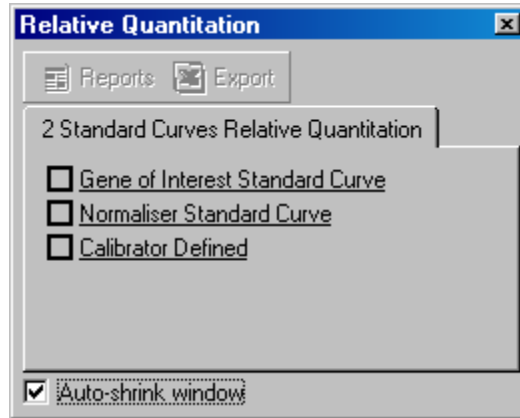 Relative Quantitation
Reports Export
2 Standard Curves Relative Quantitation
Gene of Interest Standard Curve
Normaliser Standard Curve
Calibrator Defined
Auto-shrink window